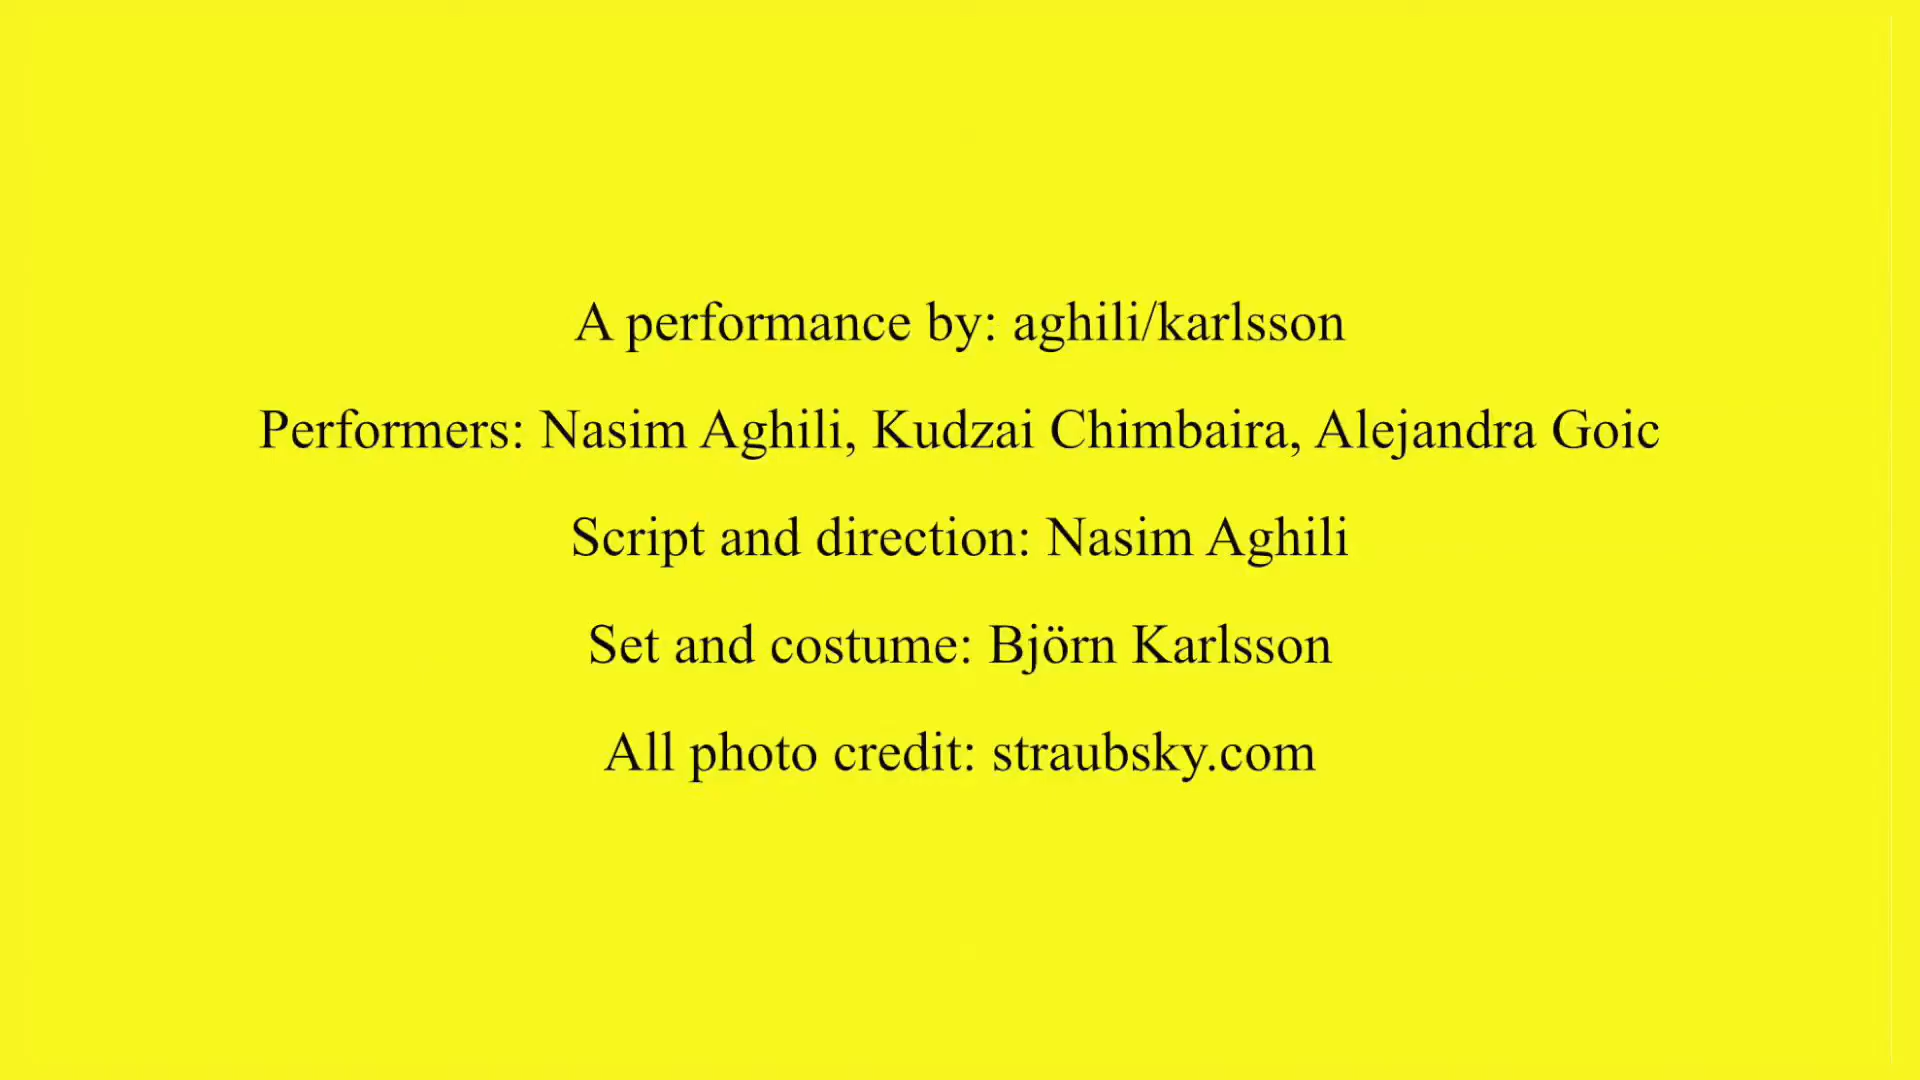 A performance by: aghili/karlsson
Performers: Nasim Aghili, Kudzai Chimbaira, Alejandra Goic
Script and direction: Nasim Aghili
Set and costume: Björn Karlsson
All photo credit: straubsky.com